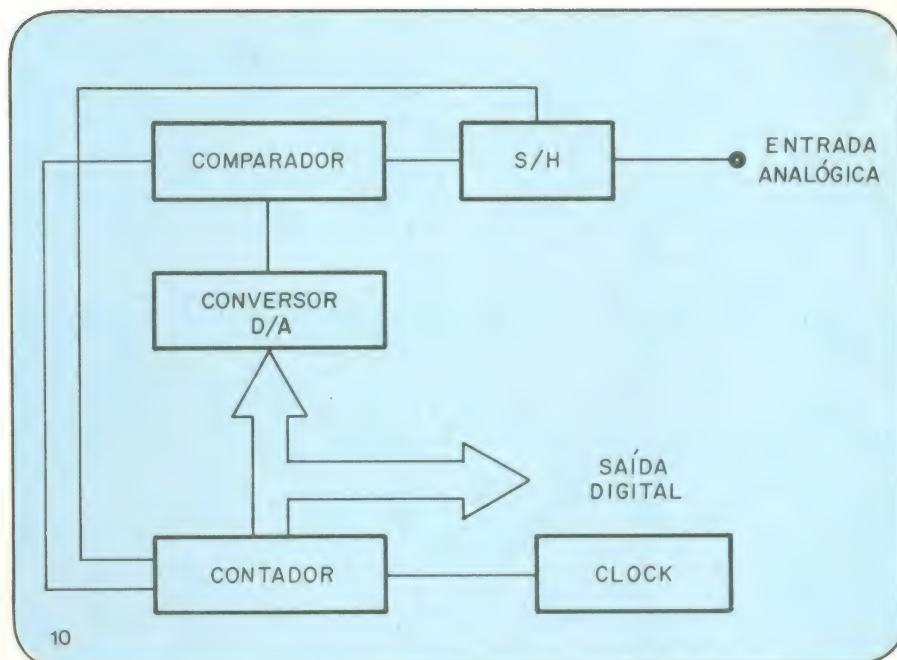 COMPARADOR
S/H
ENTRADA
ANALÓGICA
CONVERSOR
D/A
SAÍDA
DIGITAL
CONTADOR
CLOCK
10